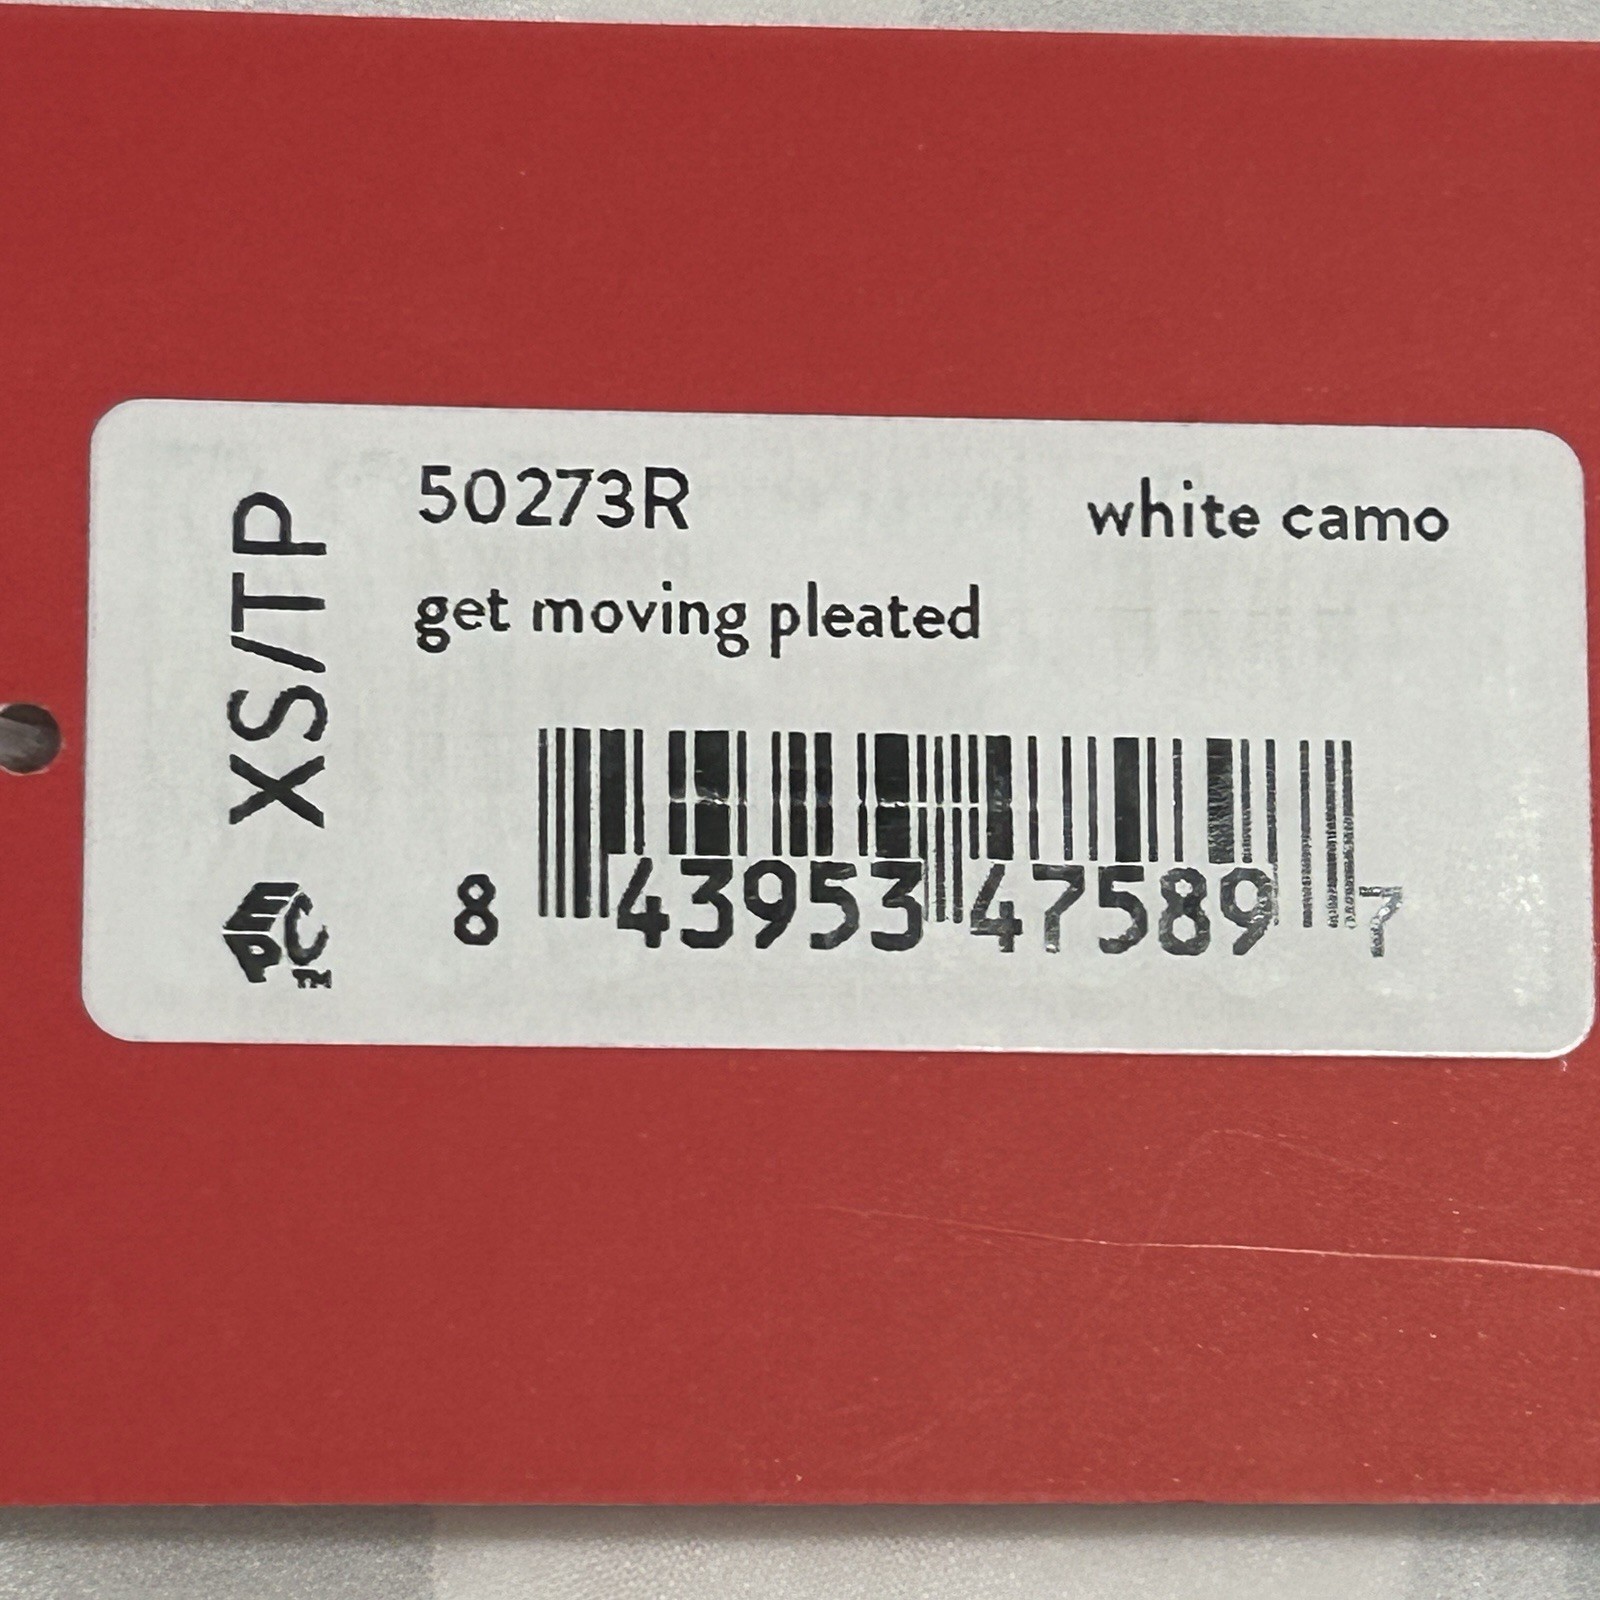 50273R
white camo
get moving pleated
XS/TP
8 43953 47589 7